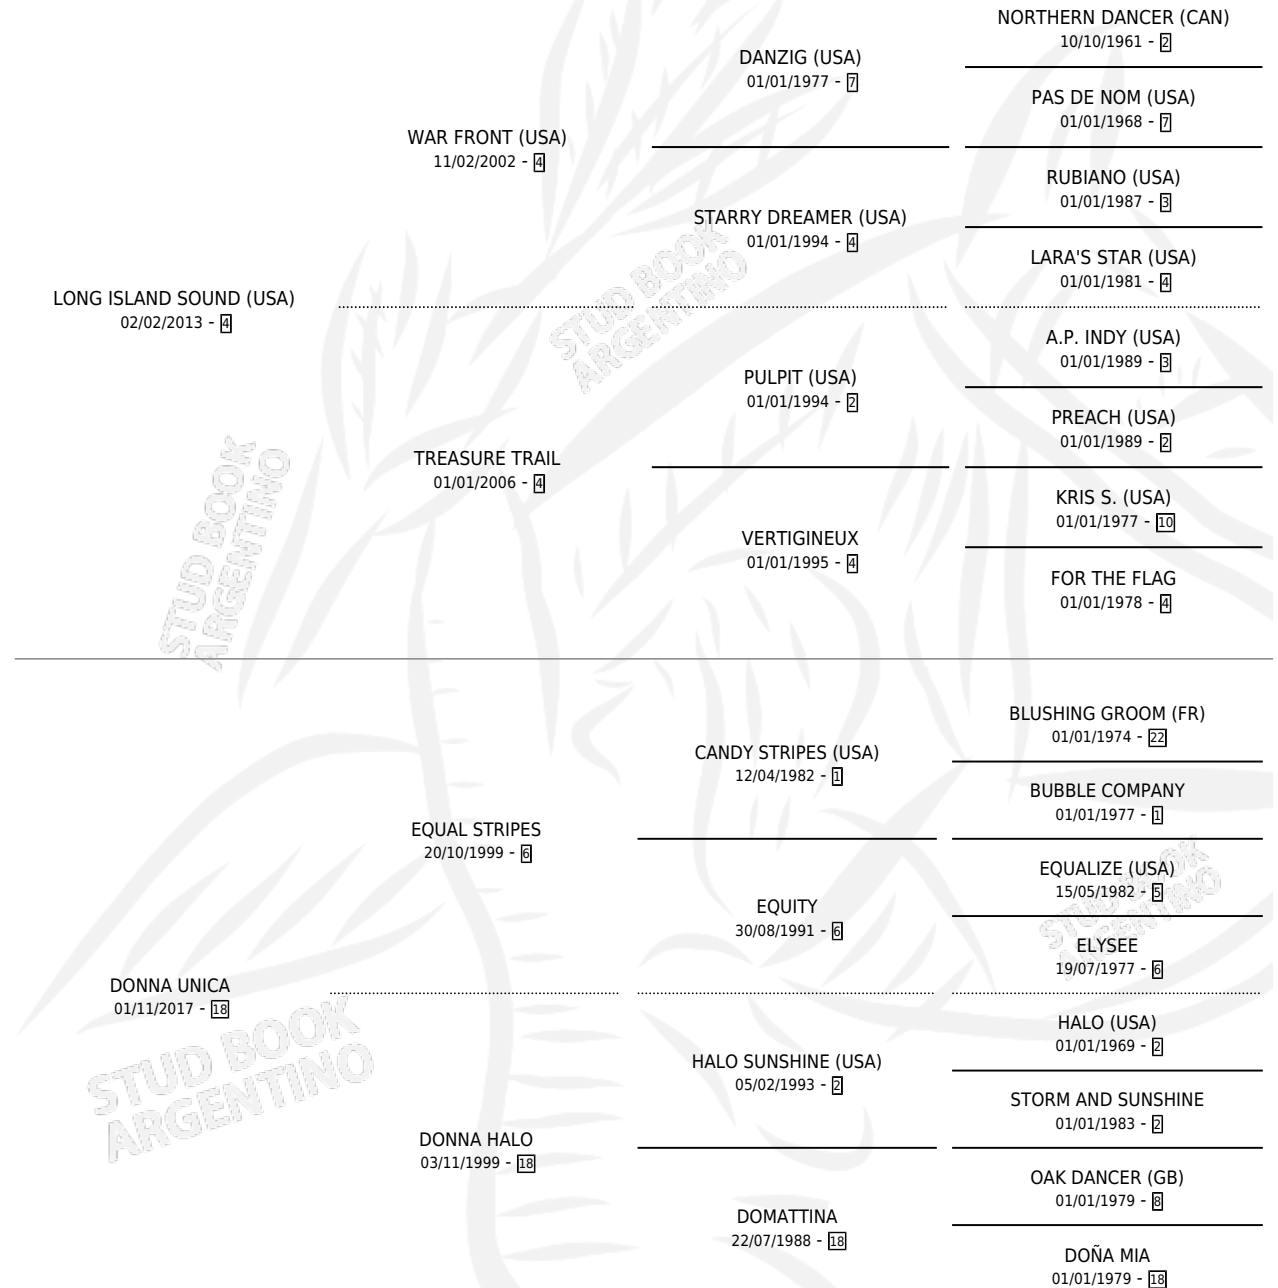 NORTHERN DANCER (CAN)
10/10/1961 - 2
DANZIG (USA)
01/01/1977 - 7
PAS DE NOM (USA)
01/01/1968 - 7
WAR FRONT (USA)
11/02/2002 - 4
RUBIANO (USA)
01/01/1987 - 3
STARRY DREAMER (USA)
01/01/1994 - 4
LARA'S STAR (USA)
01/01/1981 - 4
LONG ISLAND SOUND (USA)
02/02/2013 - 4
A.P. INDY (USA)
01/01/1989 - 3
PULPIT (USA)
01/01/1994 - 2
PREACH (USA)
01/01/1989 - 2
TREASURE TRAIL
01/01/2006 - 4
KRIS S. (USA)
01/01/1977 - 10
VERTIGINEUX
01/01/1995 - 4
FOR THE FLAG
01/01/1978 - 4
BLUSHING GROOM (FR)
01/01/1974 - 22
CANDY STRIPES (USA)
12/04/1982 - 1
BUBBLE COMPANY
01/01/1977 - 1
EQUAL STRIPES
20/10/1999 - 6
EQUALIZE (USA)
15/05/1982 - 5
EQUITY
30/08/1991 - 6
ELYSEE
19/07/1977 - 6
DONNA UNICA
01/11/2017 - 18
HALO (USA)
01/01/1969 - 2
HALO SUNSHINE (USA)
05/02/1993 - 2
STORM AND SUNSHINE
01/01/1983 - 2
DONNA HALO
03/11/1999 - 18
OAK DANCER (GB)
01/01/1979 - 8
DOMATTINA
22/07/1988 - 18
DOÑA MIA
01/01/1979 - 18
STUD BOOK
ARGENTINO
STUD BOOK
ARGENTINO
STUD BOOK
ARGENTINO
STUD BOOK
ARGENTINO